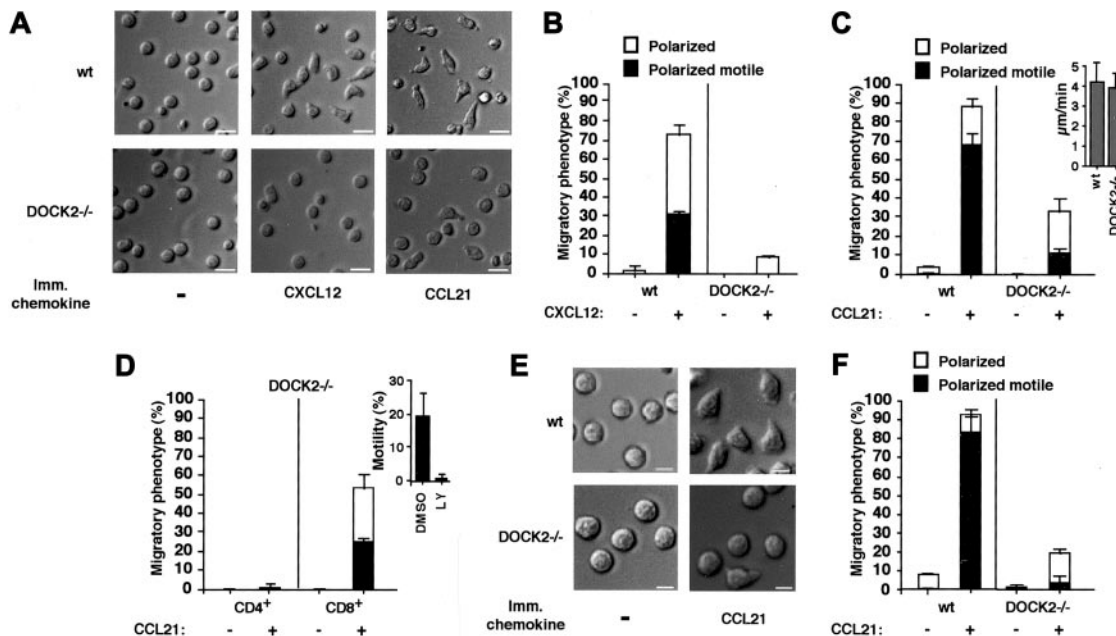 A
wt
DOCK2-/-
Imm. chemokine
-
CXCL12
CCL21
B
Polarized
Polarized motile
Migratory phenotype (%)
100
90
80
70
60
50
40
30
20
10
0
wt
DOCK2-/-
CXCL12:
-
+
-
+
C
Polarized
Polarized motile
Migratory phenotype (%)
100
90
80
70
60
50
40
30
20
10
0
wt
DOCK2-/-
CCL21:
-
+
-
+
µm/min
5
4
3
2
1
0
wt
DOCK2-/-
D
DOCK2-/-
Migratory phenotype (%)
100
90
80
70
60
50
40
30
20
10
0
CD4+
CD8+
CCL21:
-
+
-
+
Motility (%)
30
20
10
0
DMSO
LY
E
wt
DOCK2-/-
Imm. chemokine
-
CCL21
F
Polarized
Polarized motile
Migratory phenotype (%)
100
90
80
70
60
50
40
30
20
10
0
wt
DOCK2-/-
CCL21:
-
+
-
+